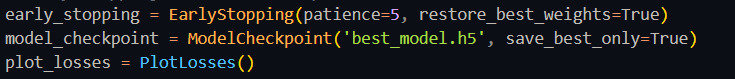 early_stopping = EarlyStopping(patience=5, restore_best_weights=True)
model_checkpoint = ModelCheckpoint('best_model.h5', save_best_only=True)
plot_losses = PlotLosses()